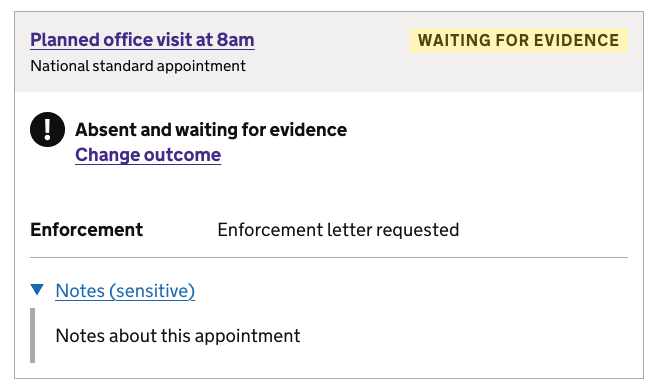 Planned office visit at 8am
WAITING FOR EVIDENCE
National standard appointment
! Absent and waiting for evidence
Change outcome
Enforcement Enforcement letter requested
Notes (sensitive)
Notes about this appointment